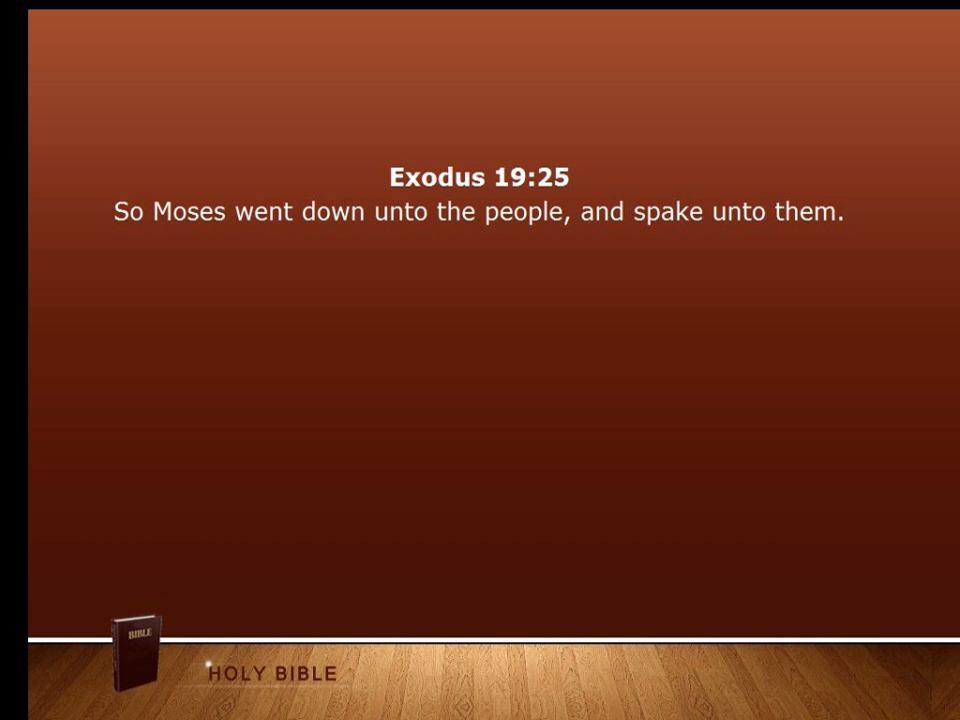 Exodus 19:25
So Moses went down unto the people, and spake unto them.
BIBLE
HOLY BIBLE